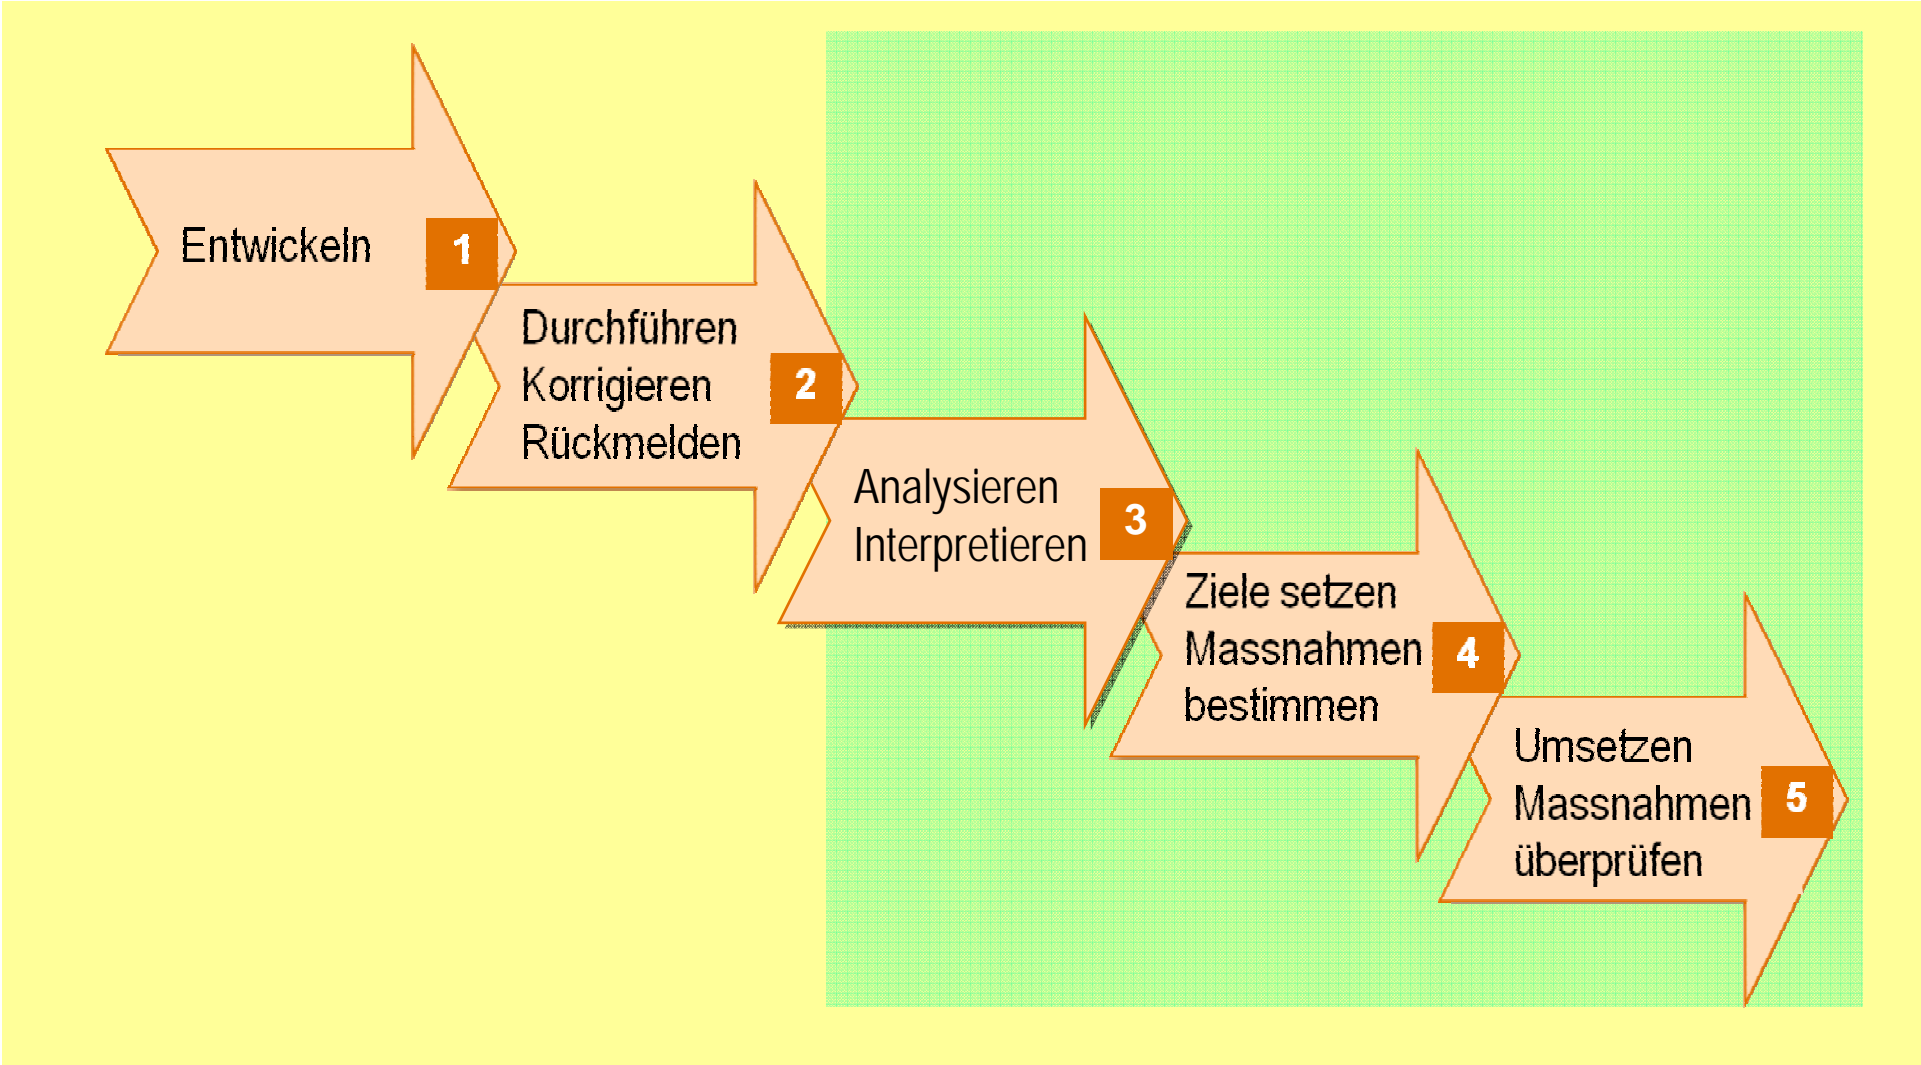 Entwickeln
1
Durchführen
Korrigieren
Rückmelden
2
Analysieren
Interpretieren
3
Ziele setzen
Massnahmen
bestimmen
4
Umsetzen
Massnahmen
überprüfen
5